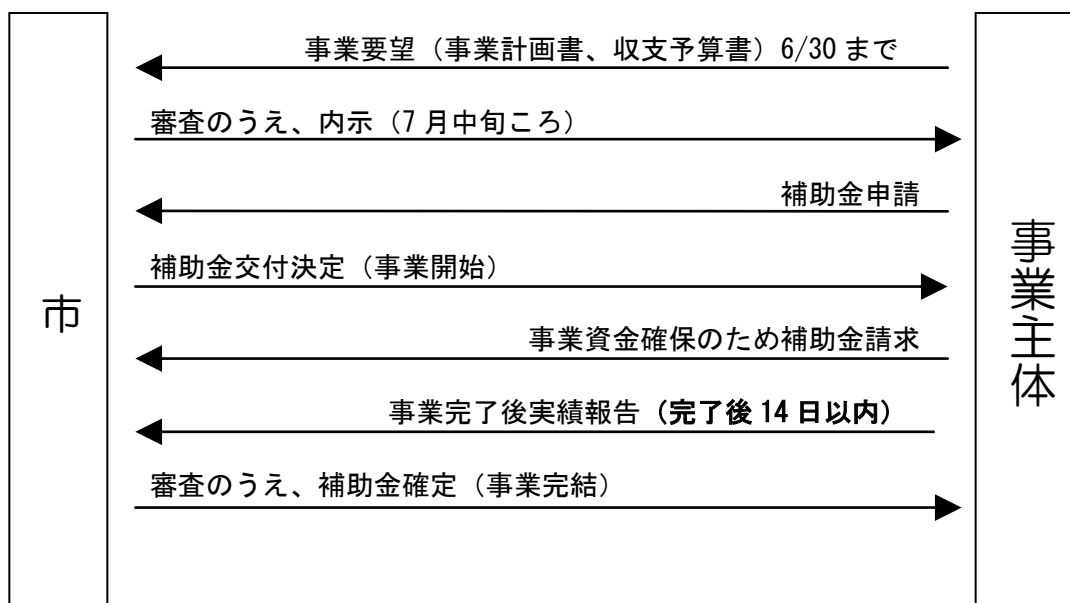 事業要望（事業計画書、収支予算書）6/30 まで
審査のうえ、内示（7 月中旬ころ）
補助金申請
補助金交付決定（事業開始）
市
事業主体
事業資金確保のため補助金請求
事業完了後実績報告（完了後 14 日以内）
審査のうえ、補助金確定（事業完結）